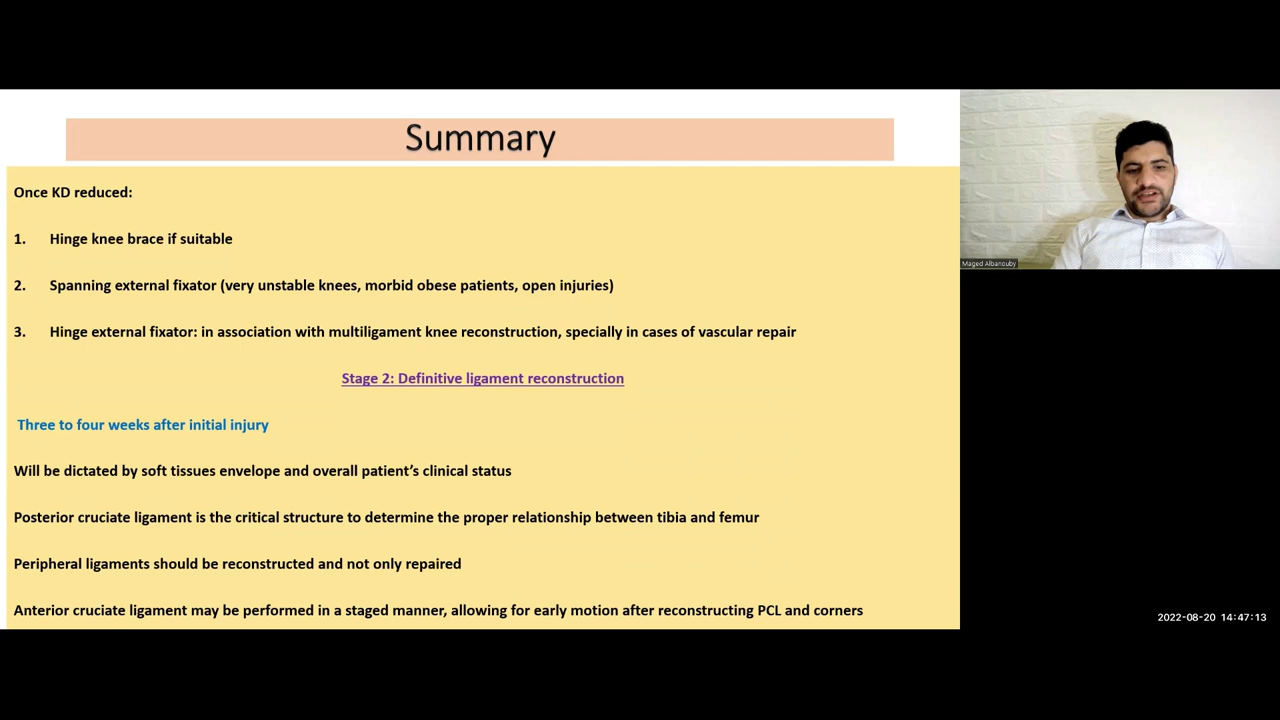 Summary
Once KD reduced:
1. Hinge knee brace if suitable
2. Spanning external fixator (very unstable knees, morbid obese patients, open injuries)
3. Hinge external fixator: in association with multiligament knee reconstruction, specially in cases of vascular repair
Stage 2: Definitive ligament reconstruction
Three to four weeks after initial injury
Will be dictated by soft tissues envelope and overall patient’s clinical status
Posterior cruciate ligament is the critical structure to determine the proper relationship between tibia and femur
Peripheral ligaments should be reconstructed and not only repaired
Anterior cruciate ligament may be performed in a staged manner, allowing for early motion after reconstructing PCL and corners
Maged Albanouby
2022-08-20 14:47:13